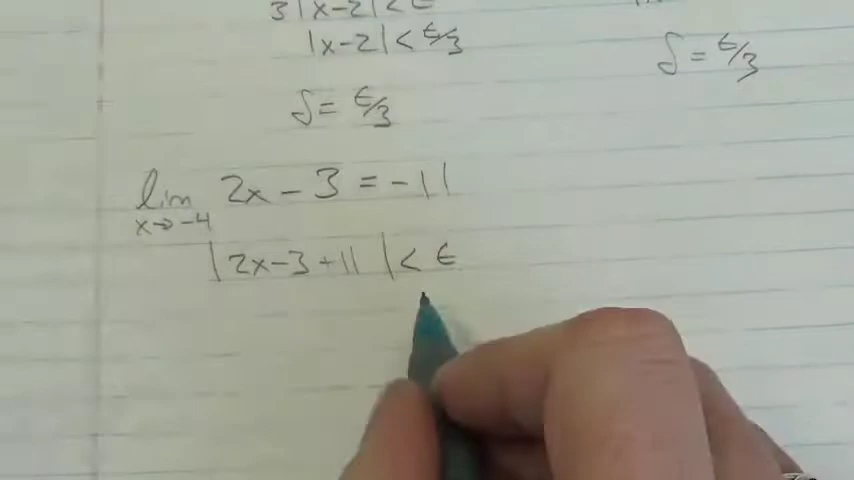 3|x-2|<ϵ
|x-2|<ϵ/3
δ=ϵ/3
δ=ϵ/3
lim 2x-3=-11
x→-4
|2x-3+11|<ϵ